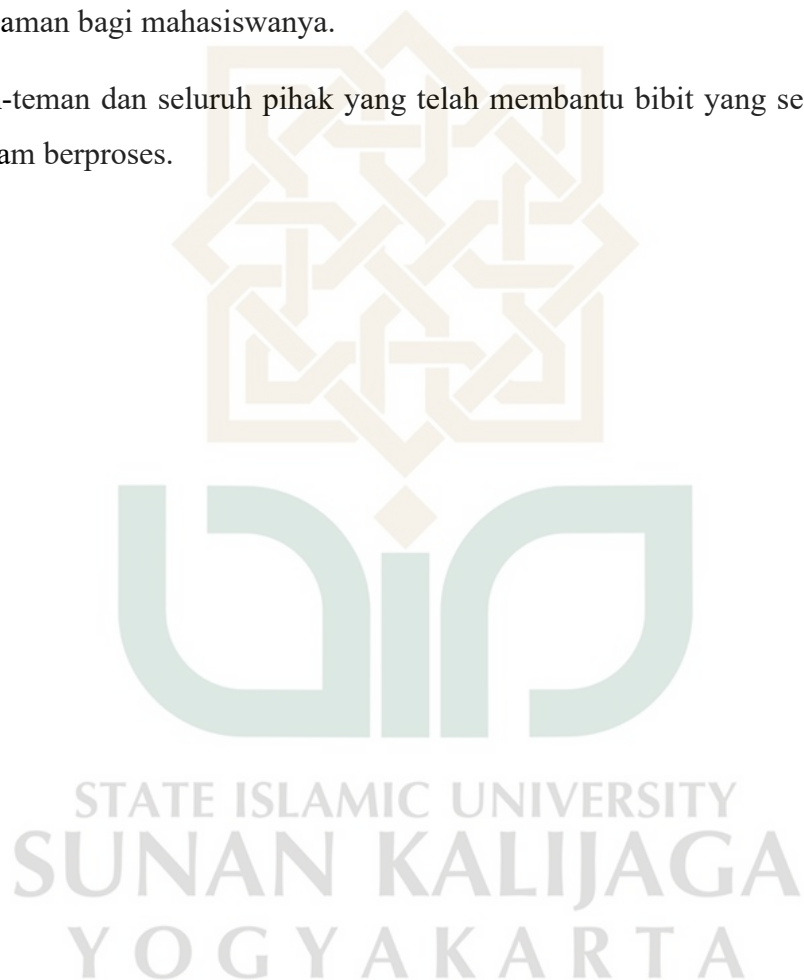 aman bagi mahasiswanya.
-teman dan seluruh pihak yang telah membantu bibit yang se
am berproses.
STATE ISLAMIC UNIVERSITY
SUNAN KALIJAGA
YOGYAKARTA